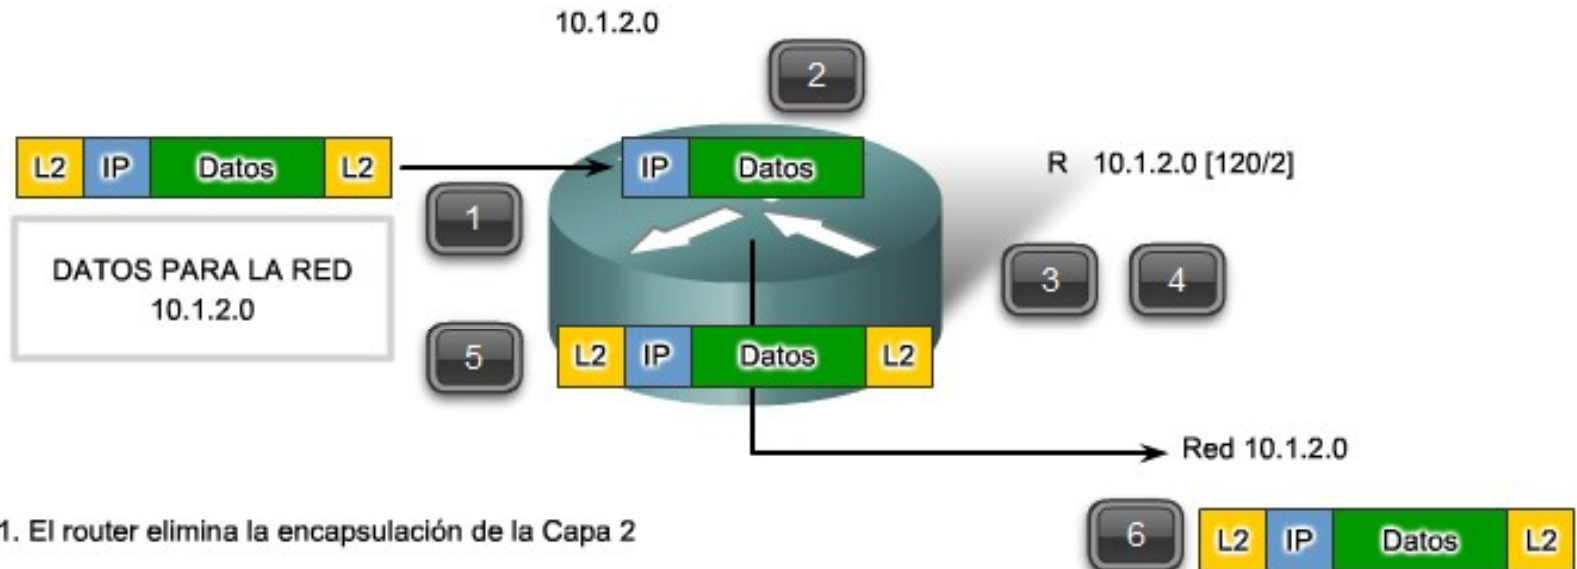 10.1.2.0
2
L2 IP Datos L2
IP Datos
R 10.1.2.0 [120/2]
1
DATOS PARA LA RED
10.1.2.0
3 4
5
L2 IP Datos L2
Red 10.1.2.0
1. El router elimina la encapsulación de la Capa 2
6
L2 IP Datos L2